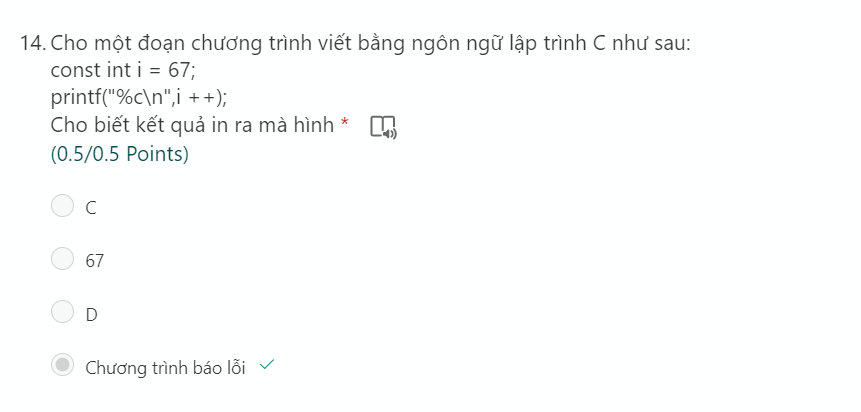 14. Cho một đoạn chương trình viết bằng ngôn ngữ lập trình C như sau:
const int i = 67;
printf("%c\n",i ++);
Cho biết kết quả in ra mà hình *
(0.5/0.5 Points)
C
67
D
Chương trình báo lỗi